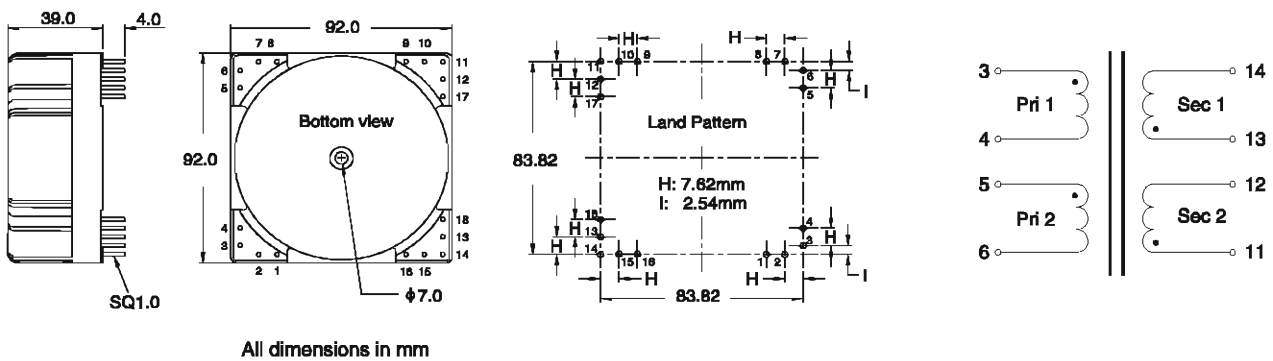 39.0
4.0
SQ1.0
92.0
7 8
9 10
6
5
11
12
17
Bottom view
92.0
4
3
18
13
14
2 1
16 15
ϕ7.0
All dimensions in mm
H
10 9
H
8 7
11
12
17
H
H
6
5
H
I
Land Pattern
83.82
H: 7.62mm
I: 2.54mm
18
13
14
H
H
4
3
H
I
15 16
1 2
H
H
83.82
3
Pri 1
4
5
Pri 2
6
14
Sec 1
13
12
Sec 2
11